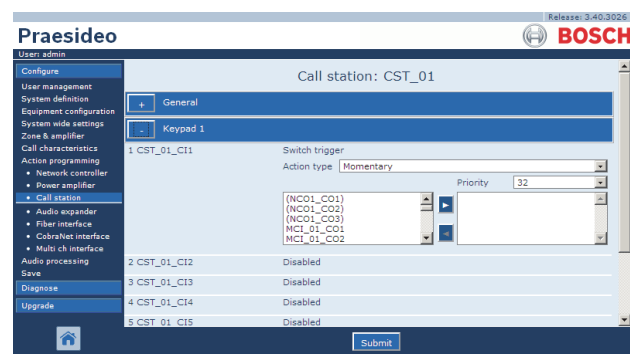 Release: 3.40.3026
Praesideo
BOSCH
User: admin
Configure
User management
System definition
Equipment configuration
System wide settings
Zone & amplifier
Call characteristics
Action programming
• Network controller
• Power amplifier
• Call station
• Audio expander
• Fiber interface
• CobraNet interface
• Multi ch interface
Audio processing
Save
Diagnose
Upgrade
Call station: CST_01
+ General
- Keypad 1
1 CST_01_CI1 Switch trigger
Action type Momentary
Priority 32
(NCO1_CO1)
(NCO1_CO2)
(NCO1_CO3)
MCI_01_CO1
MCI_01_CO2
2 CST_01_CI2 Disabled
3 CST_01_CI3 Disabled
4 CST_01_CI4 Disabled
5 CST_01_CI5 Disabled
Submit